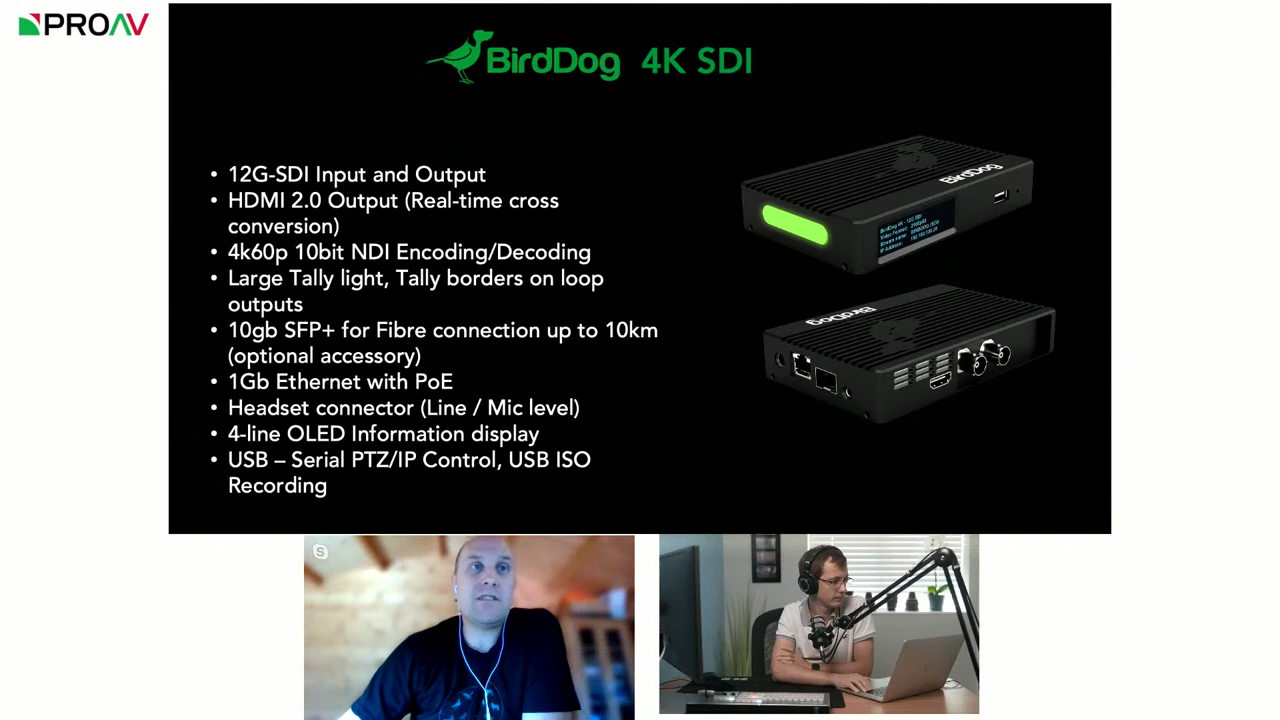 PROAV
BirdDog 4K SDI
• 12G-SDI Input and Output
• HDMI 2.0 Output (Real-time cross
conversion)
• 4k60p 10bit NDI Encoding/Decoding
• Large Tally light, Tally borders on loop
outputs
• 10gb SFP+ for Fibre connection up to 10km
(optional accessory)
• 1Gb Ethernet with PoE
• Headset connector (Line / Mic level)
• 4-line OLED Information display
• USB – Serial PTZ/IP Control, USB ISO
Recording
BirdDog
BirdDog
S